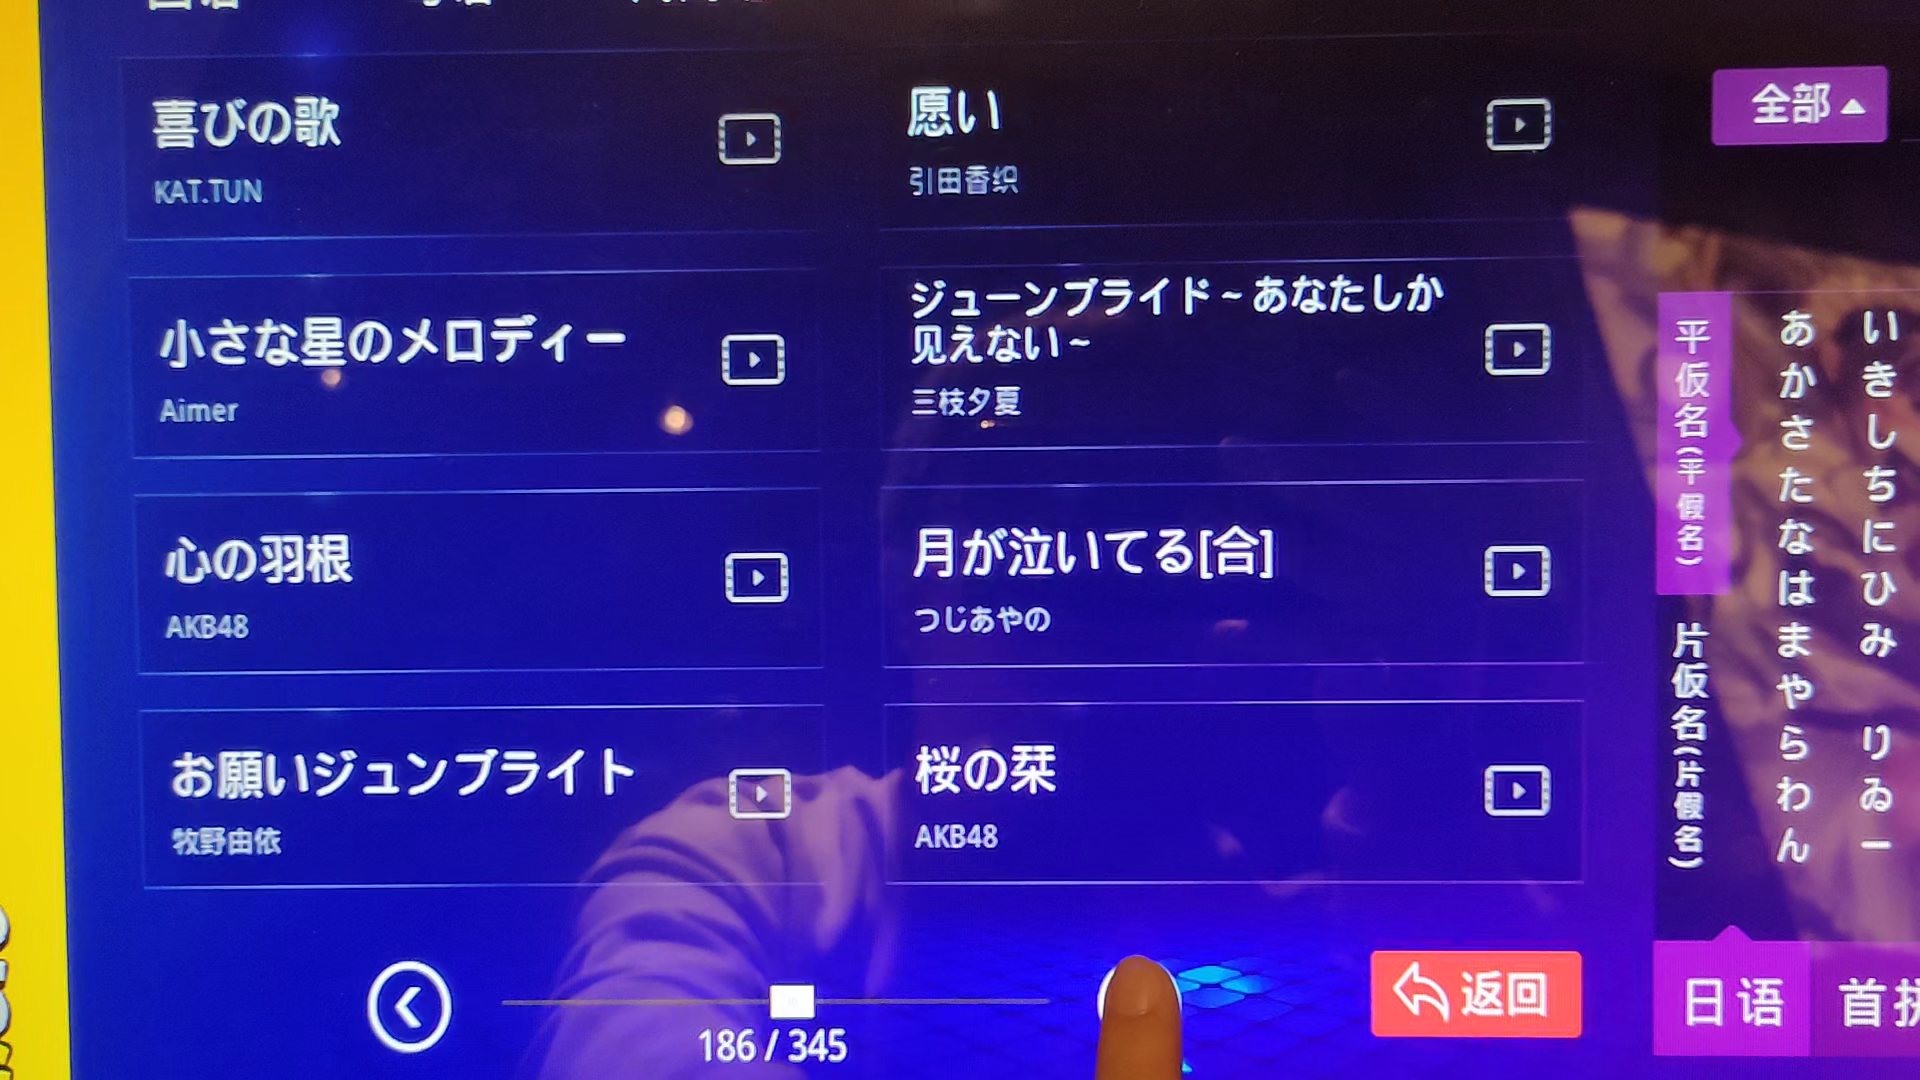 喜びの歌
KAT.TUN
愿い
引田香织
小さな星のメロディー
Aimer
ジューンブライド~あなたしか
见えない~
三枝夕夏
心の羽根
AKB48
月が泣いてる[合]
つじあやの
お願いジュンブライト
牧野由依
桜の栞
AKB48
186 / 345
返回
全部
平仮名(平假名)
片仮名(片假名)
あかさたなはまやらわん
いきしちにひみ りゐー
日语
首拼